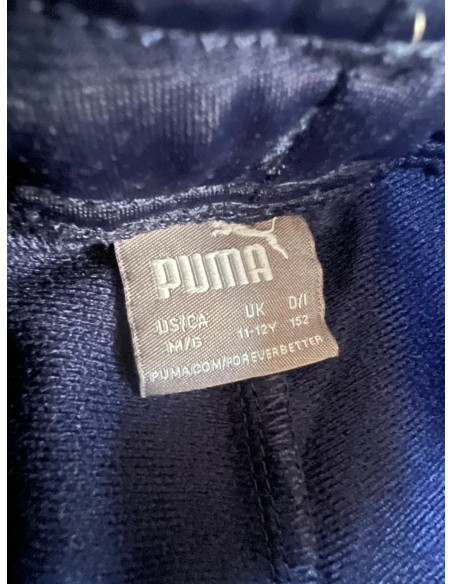 PUMA
US/CA UK D/I
M/G 11-12Y 152
PUMA.COM/FOREVERBETTER